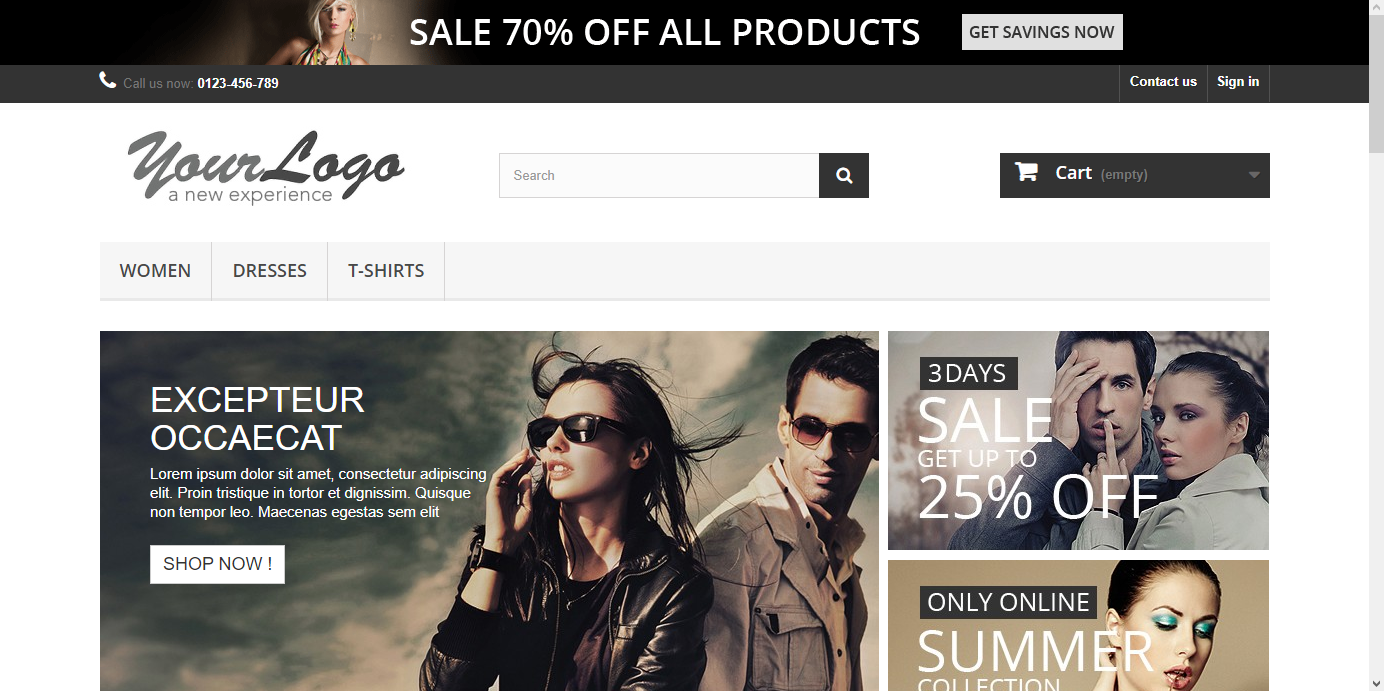 SALE 70% OFF ALL PRODUCTS
GET SAVINGS NOW
Call us now: 0123-456-789
Contact us
Sign in
YourLogo
a new experience
Search
Cart (empty)
WOMEN
DRESSES
T-SHIRTS
EXCEPTEUR
OCCAECAT
Lorem ipsum dolor sit amet, consectetur adipiscing
elit. Proin tristique in tortor et dignissim. Quisque
non tempor leo. Maecenas egestas sem elit
SHOP NOW !
3DAYS
SALE
GET UP TO
25% OFF
ONLY ONLINE
SUMMER
COLLECTION